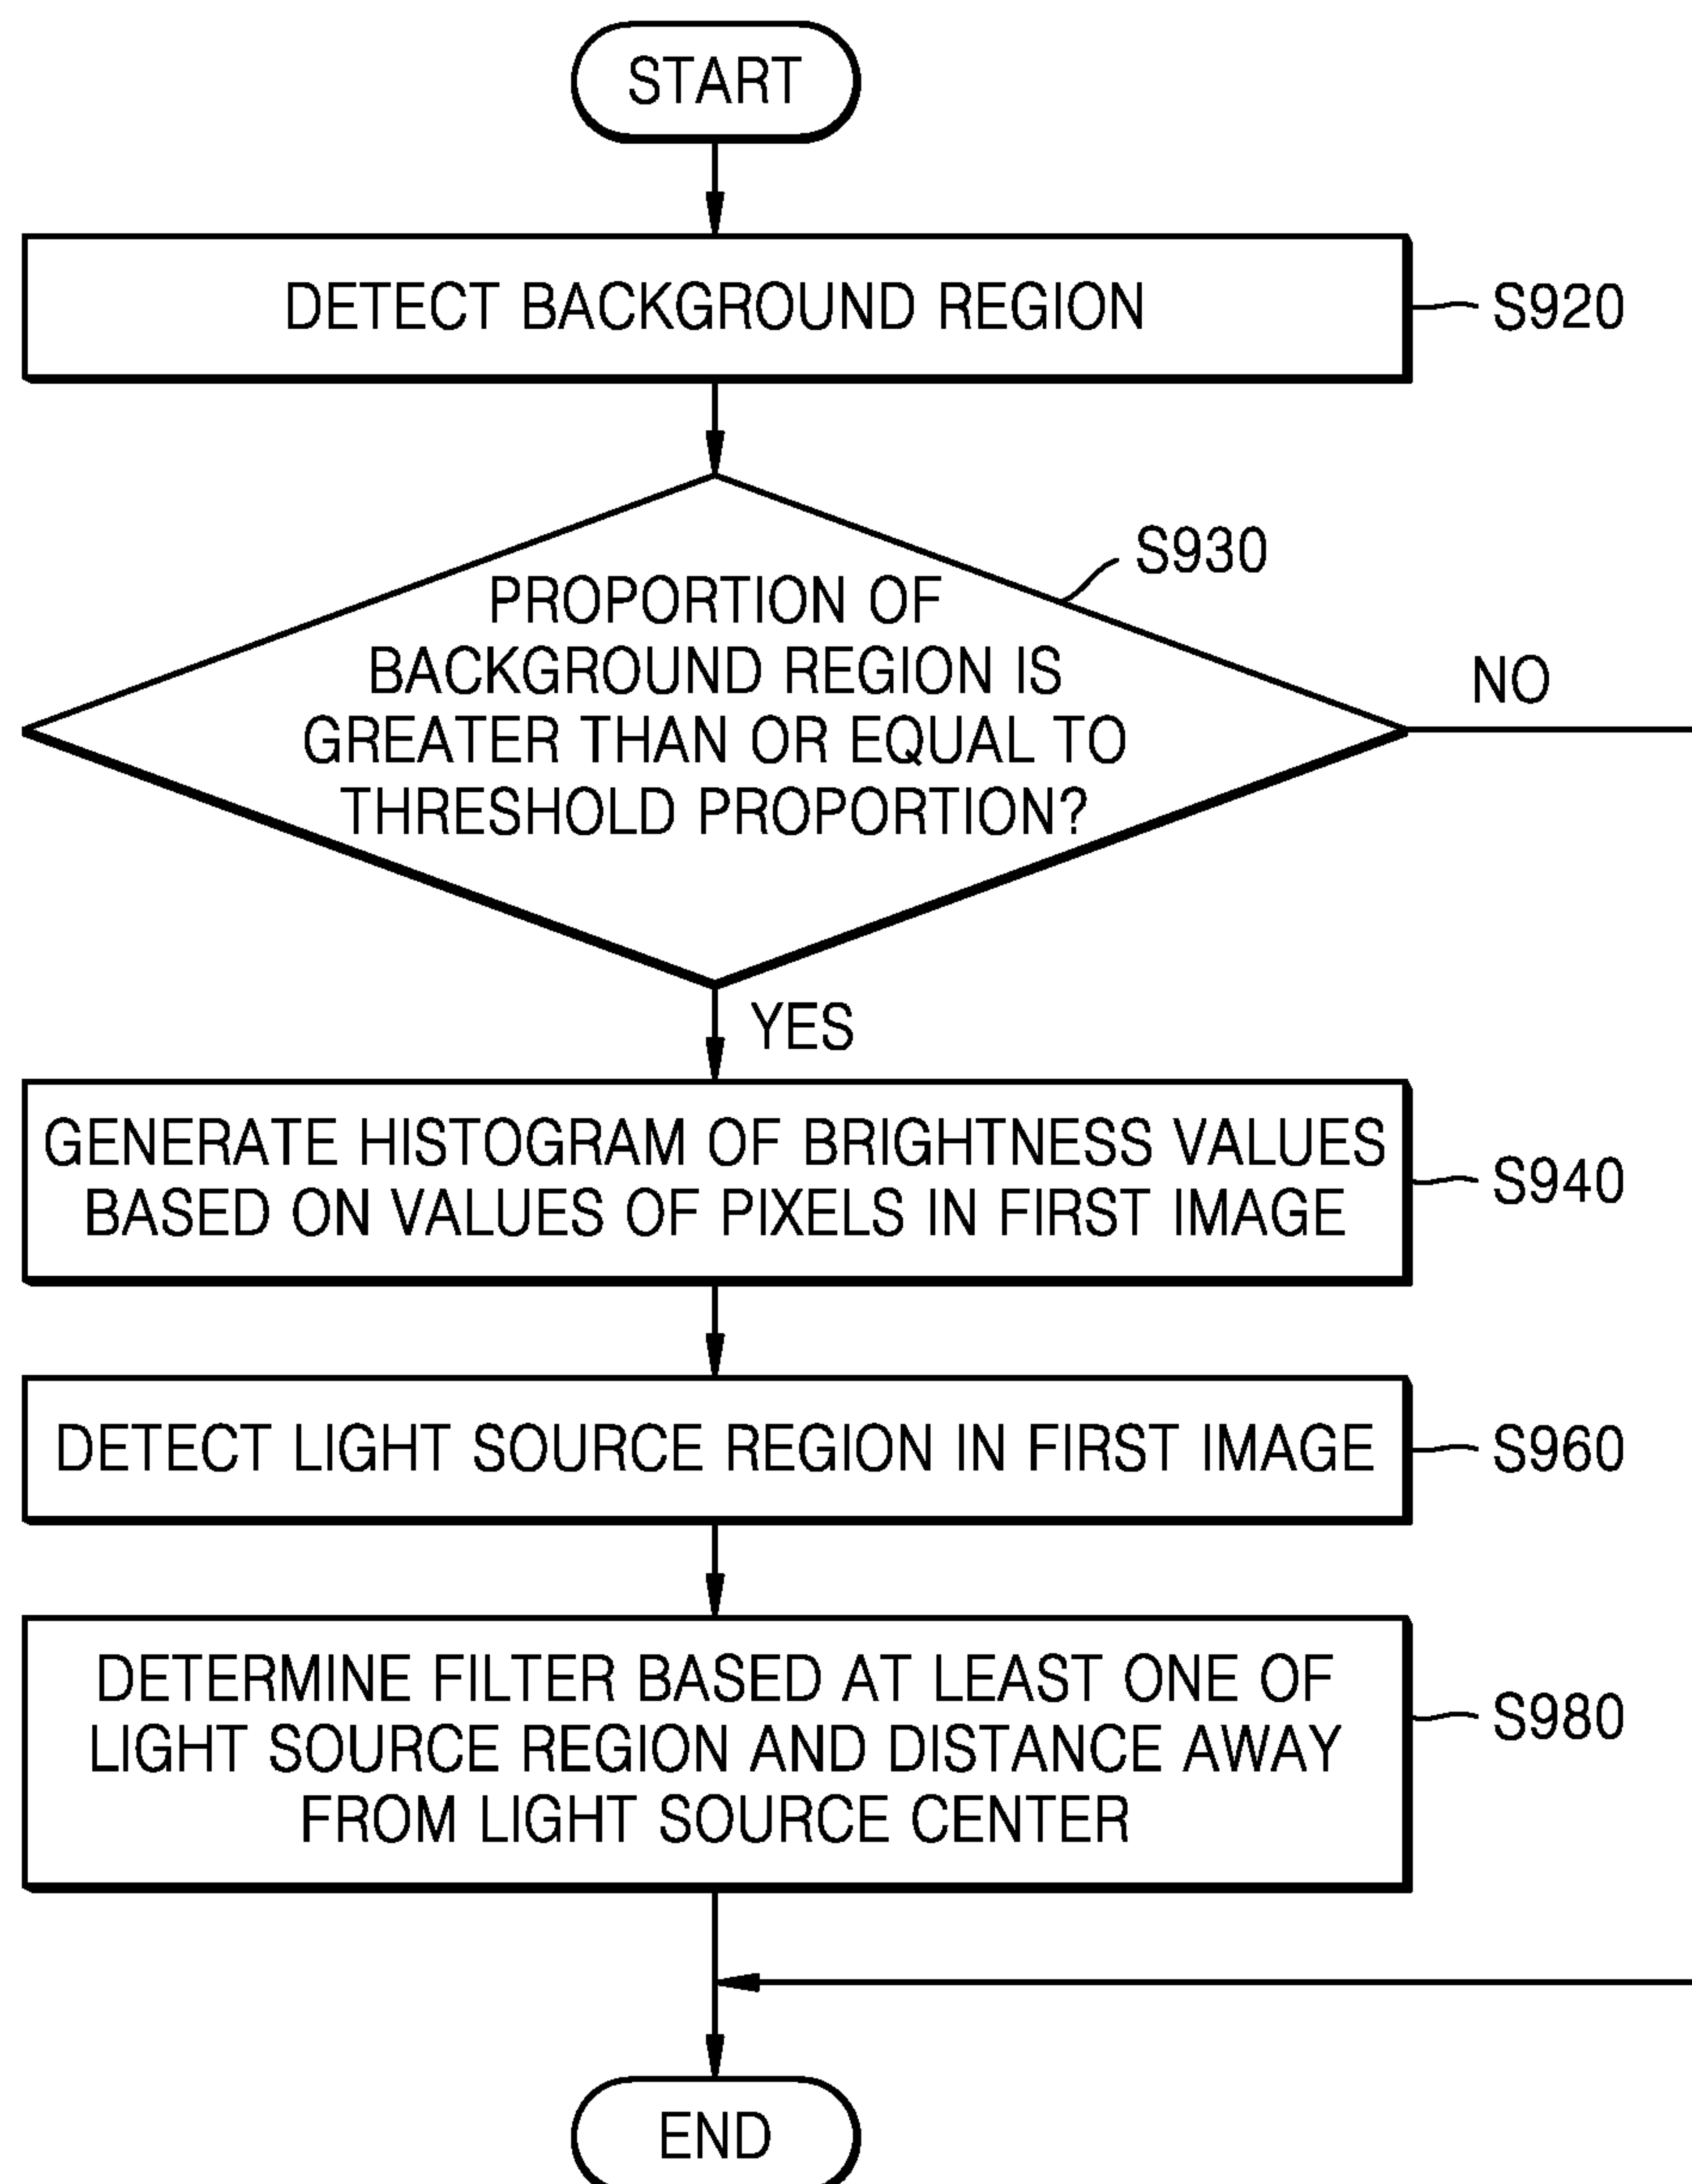 START
DETECT BACKGROUND REGION
S920
S930
PROPORTION OF
BACKGROUND REGION IS
GREATER THAN OR EQUAL TO
THRESHOLD PROPORTION?
NO
YES
GENERATE HISTOGRAM OF BRIGHTNESS VALUES
BASED ON VALUES OF PIXELS IN FIRST IMAGE
S940
DETECT LIGHT SOURCE REGION IN FIRST IMAGE
S960
DETERMINE FILTER BASED AT LEAST ONE OF
LIGHT SOURCE REGION AND DISTANCE AWAY
FROM LIGHT SOURCE CENTER
S980
END